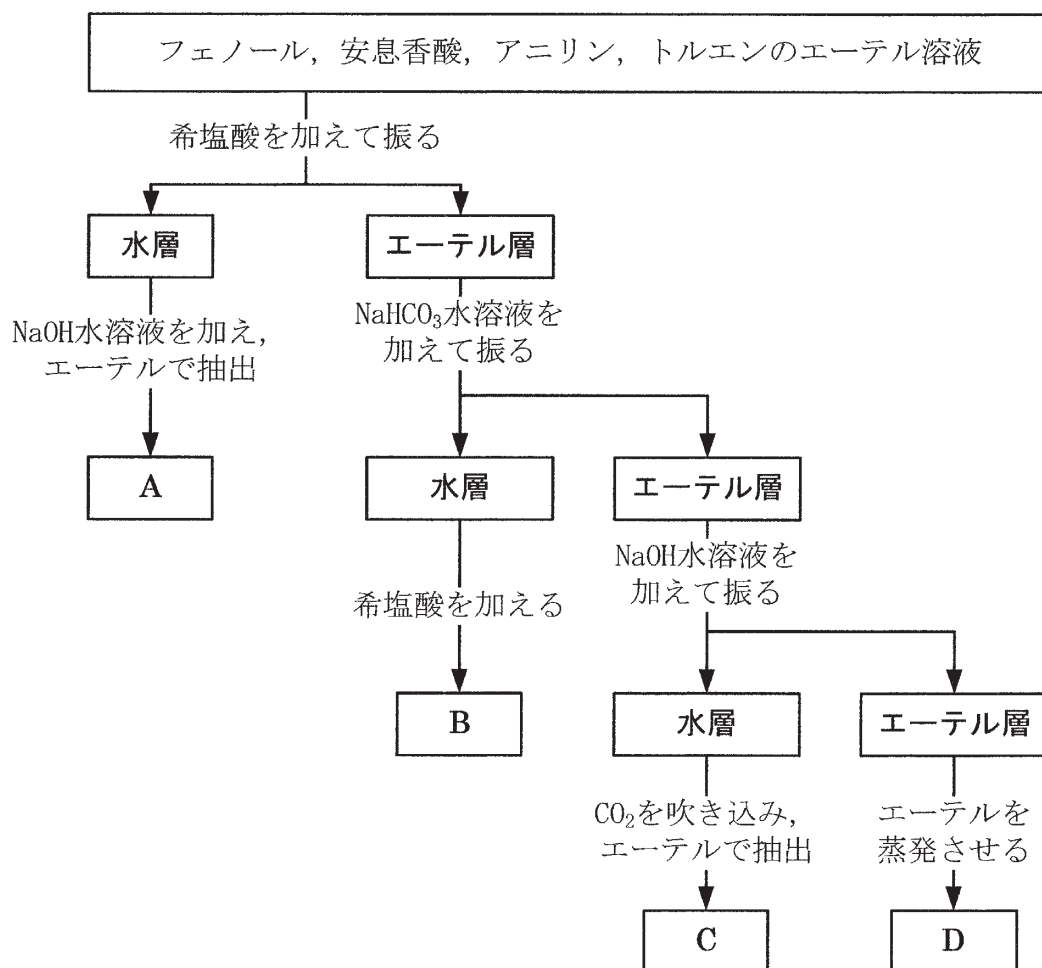 フェノール，安息香酸，アニリン，トルエンのエーテル溶液
希塩酸を加えて振る
水層
エーテル層
NaOH水溶液を加え，
エーテルで抽出
NaHCO₃水溶液を
加えて振る
A
水層
エーテル層
希塩酸を加える
NaOH水溶液を
加えて振る
B
水層
エーテル層
CO₂を吹き込み，
エーテルで抽出
エーテルを
蒸発させる
C
D